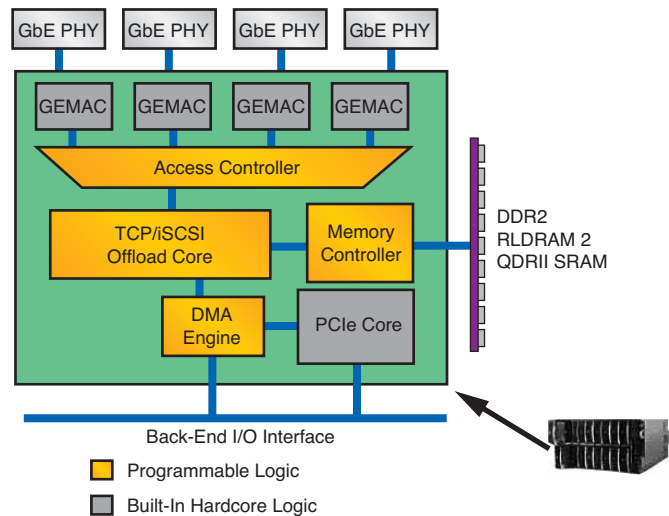 GbE PHY
GbE PHY
GbE PHY
GbE PHY
GEMAC
GEMAC
GEMAC
GEMAC
Access Controller
TCP/iSCSI
Offload Core
Memory
Controller
DDR2
RLDRAM 2
QDRII SRAM
DMA
Engine
PCIe Core
Back-End I/O Interface
Programmable Logic
Built-In Hardcore Logic